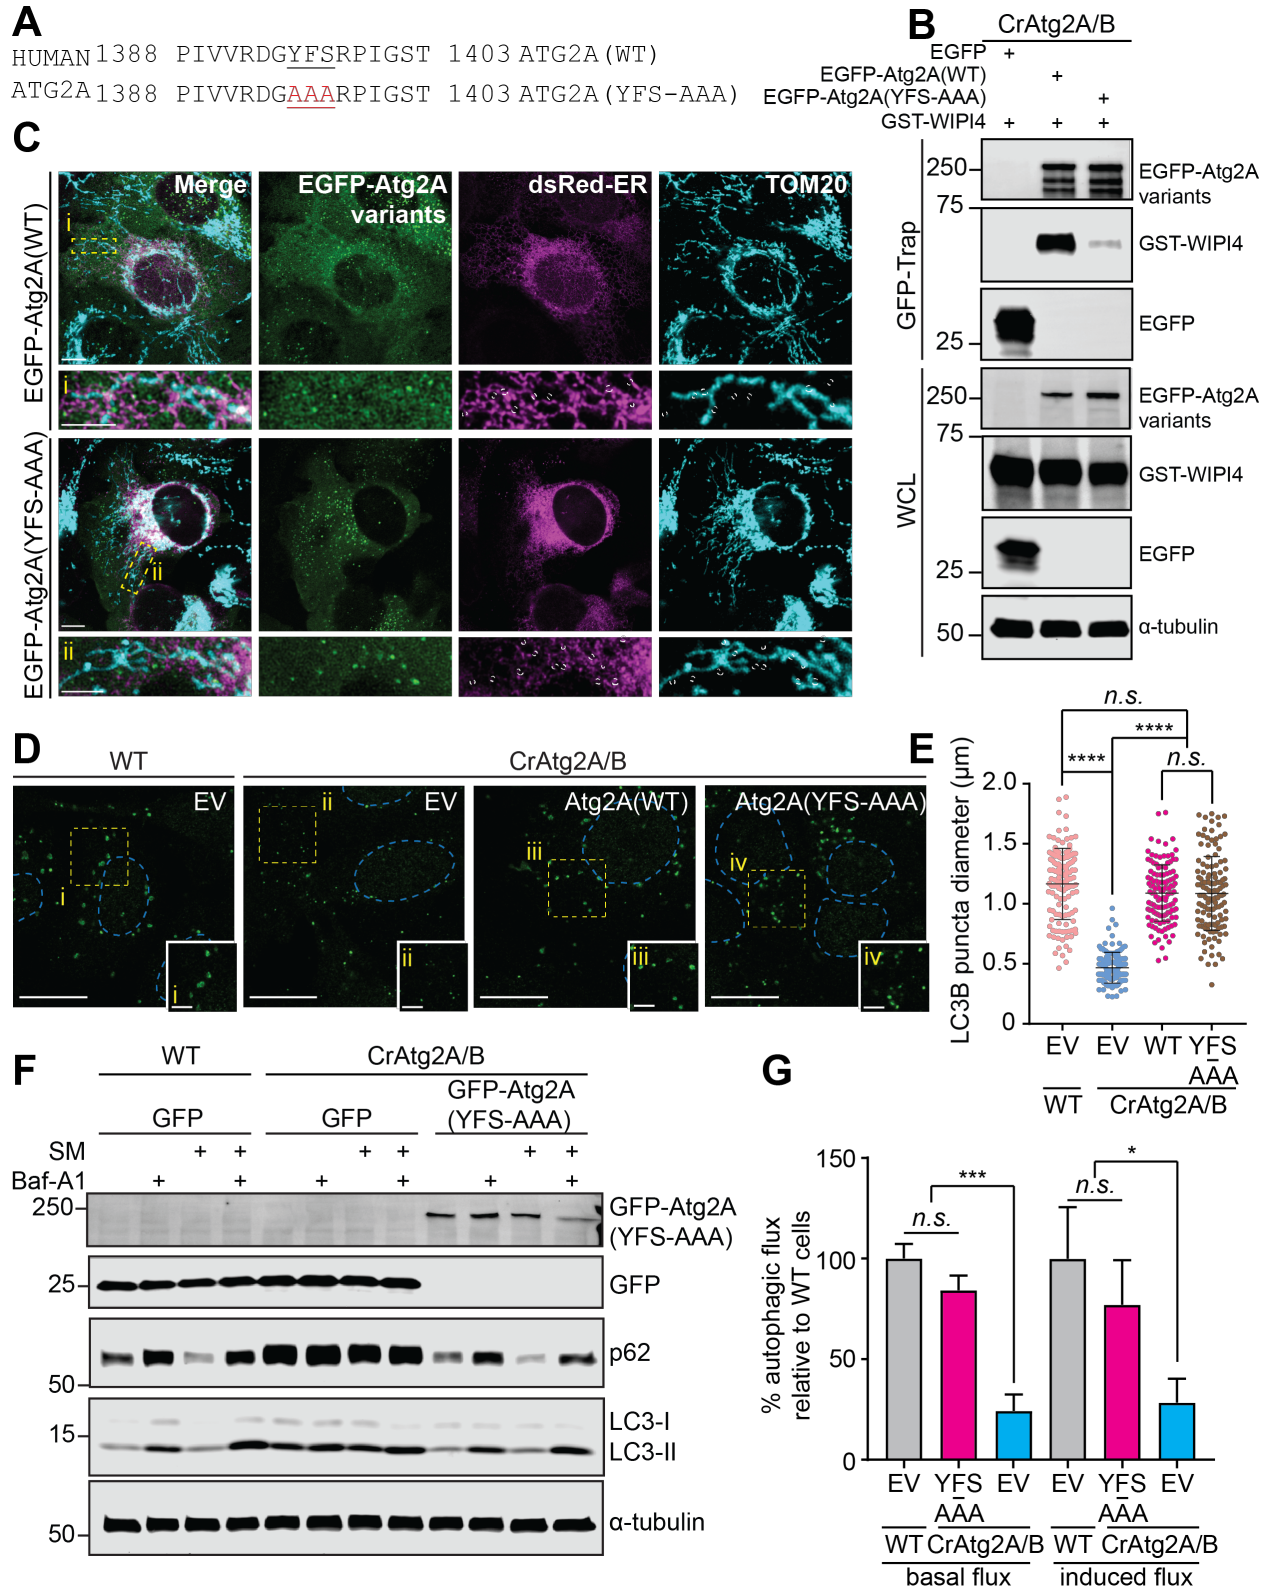 A
HUMAN 1388 PIVVRDGYFSRPIGST 1403 ATG2A(WT)
ATG2A 1388 PIVVRDGAAARPIGST 1403 ATG2A(YFS-AAA)
B
CrAtg2A/B
EGFP +
EGFP-Atg2A(WT) +
EGFP-Atg2A(YFS-AAA) +
GST-WIPI4 + + +
GFP-Trap
250
EGFP-Atg2A
variants
75
GST-WIPI4
EGFP
25
WCL
250
EGFP-Atg2A
variants
75
GST-WIPI4
EGFP
25
50
α-tubulin
C
EGFP-Atg2A(WT)
Merge
EGFP-Atg2A
variants
dsRed-ER
TOM20
i
i
EGFP-Atg2A(YFS-AAA)
ii
ii
D
WT
CrAtg2A/B
EV
EV
Atg2A(WT)
Atg2A(YFS-AAA)
i
ii
iii
iv
i
ii
iii
iv
E
n.s.
****
****
n.s.
LC3B puncta diameter (μm)
2.0
1.5
1.0
0.5
0
EV EV WT YFS
–
AAA
WT CrAtg2A/B
F
WT CrAtg2A/B
GFP GFP GFP-Atg2A
(YFS-AAA)
SM + + + + + +
Baf-A1 + + + + + +
250
GFP-Atg2A
(YFS-AAA)
25
GFP
p62
50
LC3-I
15
LC3-II
50
α-tubulin
G
% autophagic flux
relative to WT cells
150
100
50
0
n.s.
***
n.s.
*
EV YFS EV EV YFS EV
– –
AAA AAA
WT CrAtg2A/B WT CrAtg2A/B
basal flux induced flux